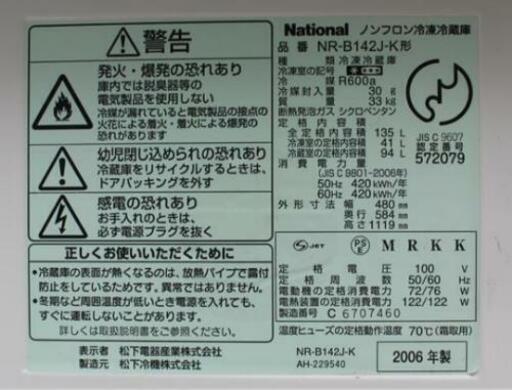 警告
発火・爆発の恐れあり
庫内では脱臭器等の
電気製品を使用しない
冷媒が漏れていると電気製品の接点の
火花による着火・着火による爆発の
恐れがあります
幼児閉じ込められの恐れあり
冷蔵庫をリサイクルするときは、
ドアパッキングを外す
感電の恐れあり
お手入れのときは、
必ず電源プラグを抜く
正しくお使いいただくために
●冷蔵庫の表面が熱くなるのは、放熱パイプで露付
防止をしているためです。異常ではありません。
●冬期など周囲温度が低いとき電源を入れても、
すぐに運転しないことがあります。
詳しくは取扱説明書をご覧ください。
表示者 松下電器産業株式会社
製造元 松下冷機株式会社
National ノンフロン冷凍冷蔵庫
品番 NR-B142J-K形
種類 冷凍冷蔵庫
冷凍室の記号
冷媒 R600a
冷媒封入量 30 g
質量 33 kg
断熱発泡ガス シクロペンタン
定格内容積
全定格内容積 135 L
冷凍室の定格内容積 41 L
冷蔵室の定格内容積 94 L
消費電力量
(JIS C 9801-2006年)
50Hz 420 kWh/年
60Hz 420 kWh/年
外形寸法 幅 480 mm
奥行 584 mm
高さ 1119 mm
JIS C 9607
認定番号
572079
S JET
PS E
MRKK
定格電圧 100 V
定格周波数 50/60 Hz
電動機の定格消費電力 72/76 W
電熱装置の定格消費電力 122/122 W
製造番号 C 6707460
温度ヒューズの定格動作温度 70℃(霜取用)
NR-B142J-K
AH-229540
2006年製